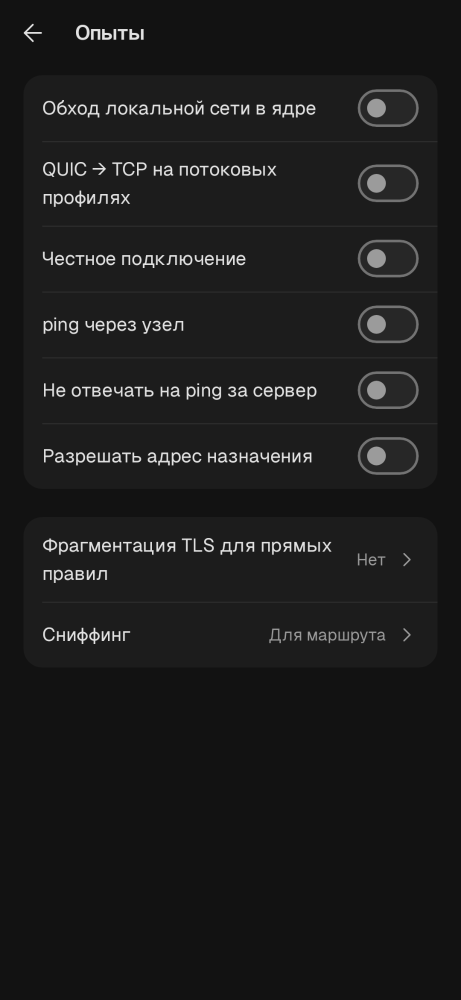 Опыты
Обход локальной сети в ядре
QUIC → TCP на потоковых
профилях
Честное подключение
ping через узел
Не отвечать на ping за сервер
Разрешать адрес назначения
Фрагментация TLS для прямых
правил
Нет
Сниффинг
Для маршрута